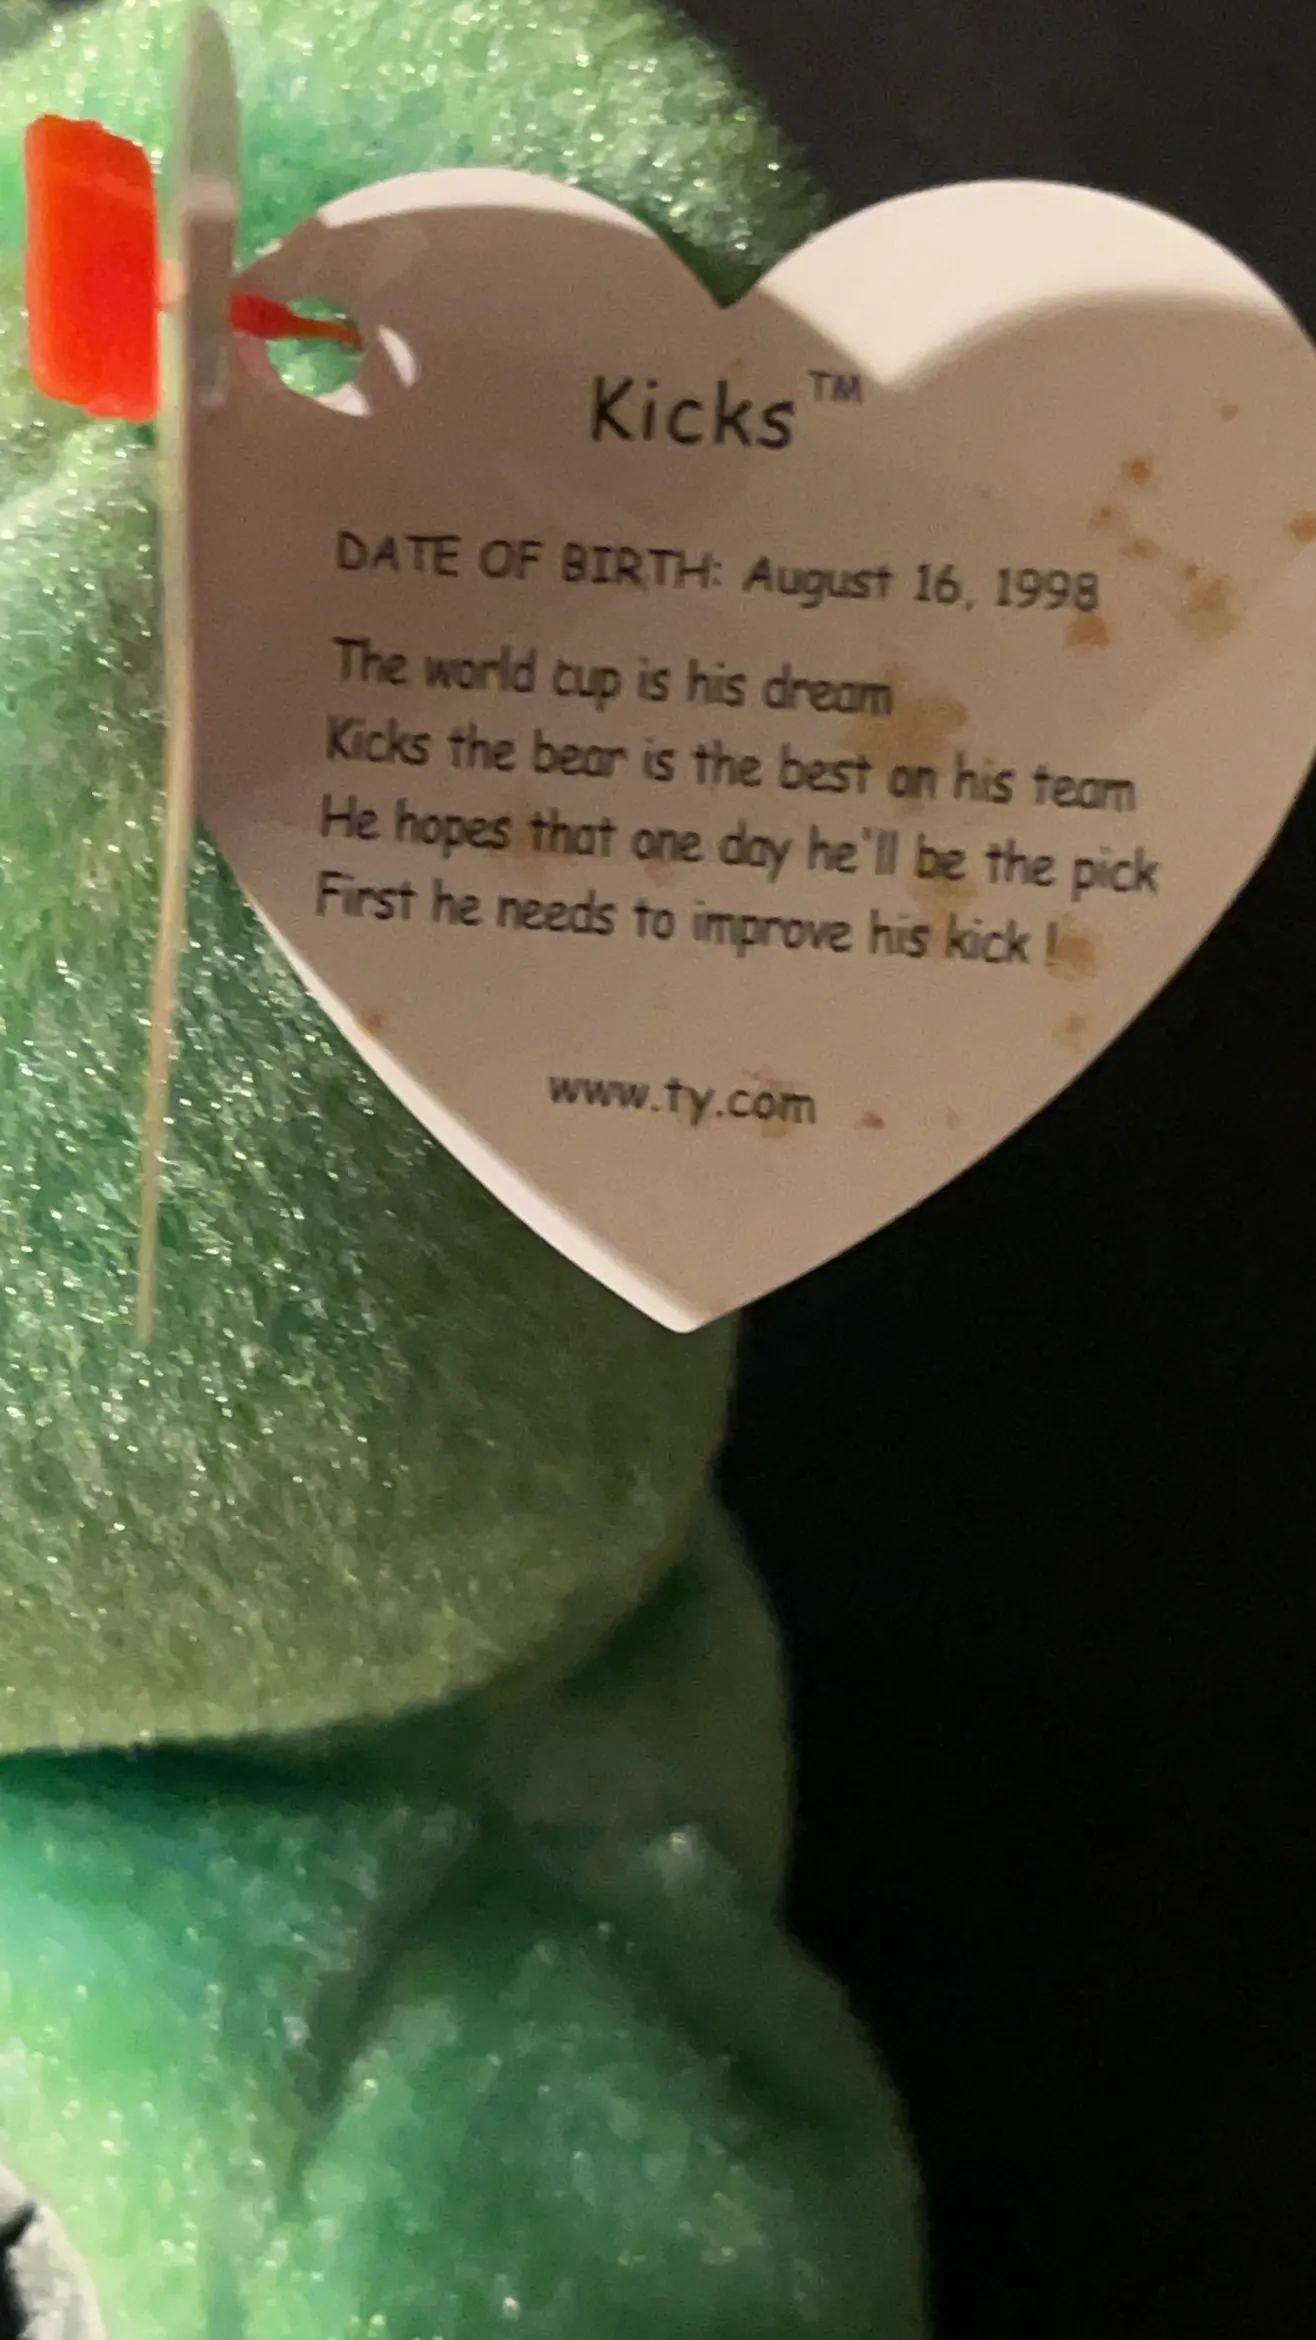 Kicks™
DATE OF BIRTH: August 16, 1998
The world cup is his dream
Kicks the bear is the best on his team
He hopes that one day he'll be the pick
First he needs to improve his kick !
www.ty.com